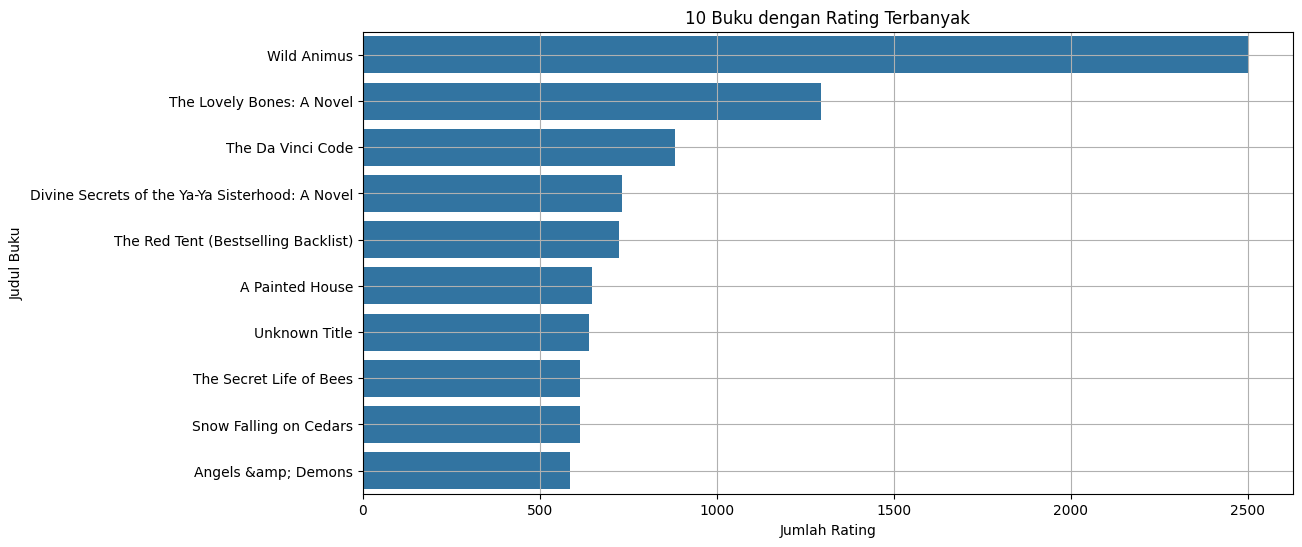 10 Buku dengan Rating Terbanyak
Judul Buku
Wild Animus
The Lovely Bones: A Novel
The Da Vinci Code
Divine Secrets of the Ya-Ya Sisterhood: A Novel
The Red Tent (Bestselling Backlist)
A Painted House
Unknown Title
The Secret Life of Bees
Snow Falling on Cedars
Angels &amp;amp; Demons
0 500 1000 1500 2000 2500
Jumlah Rating